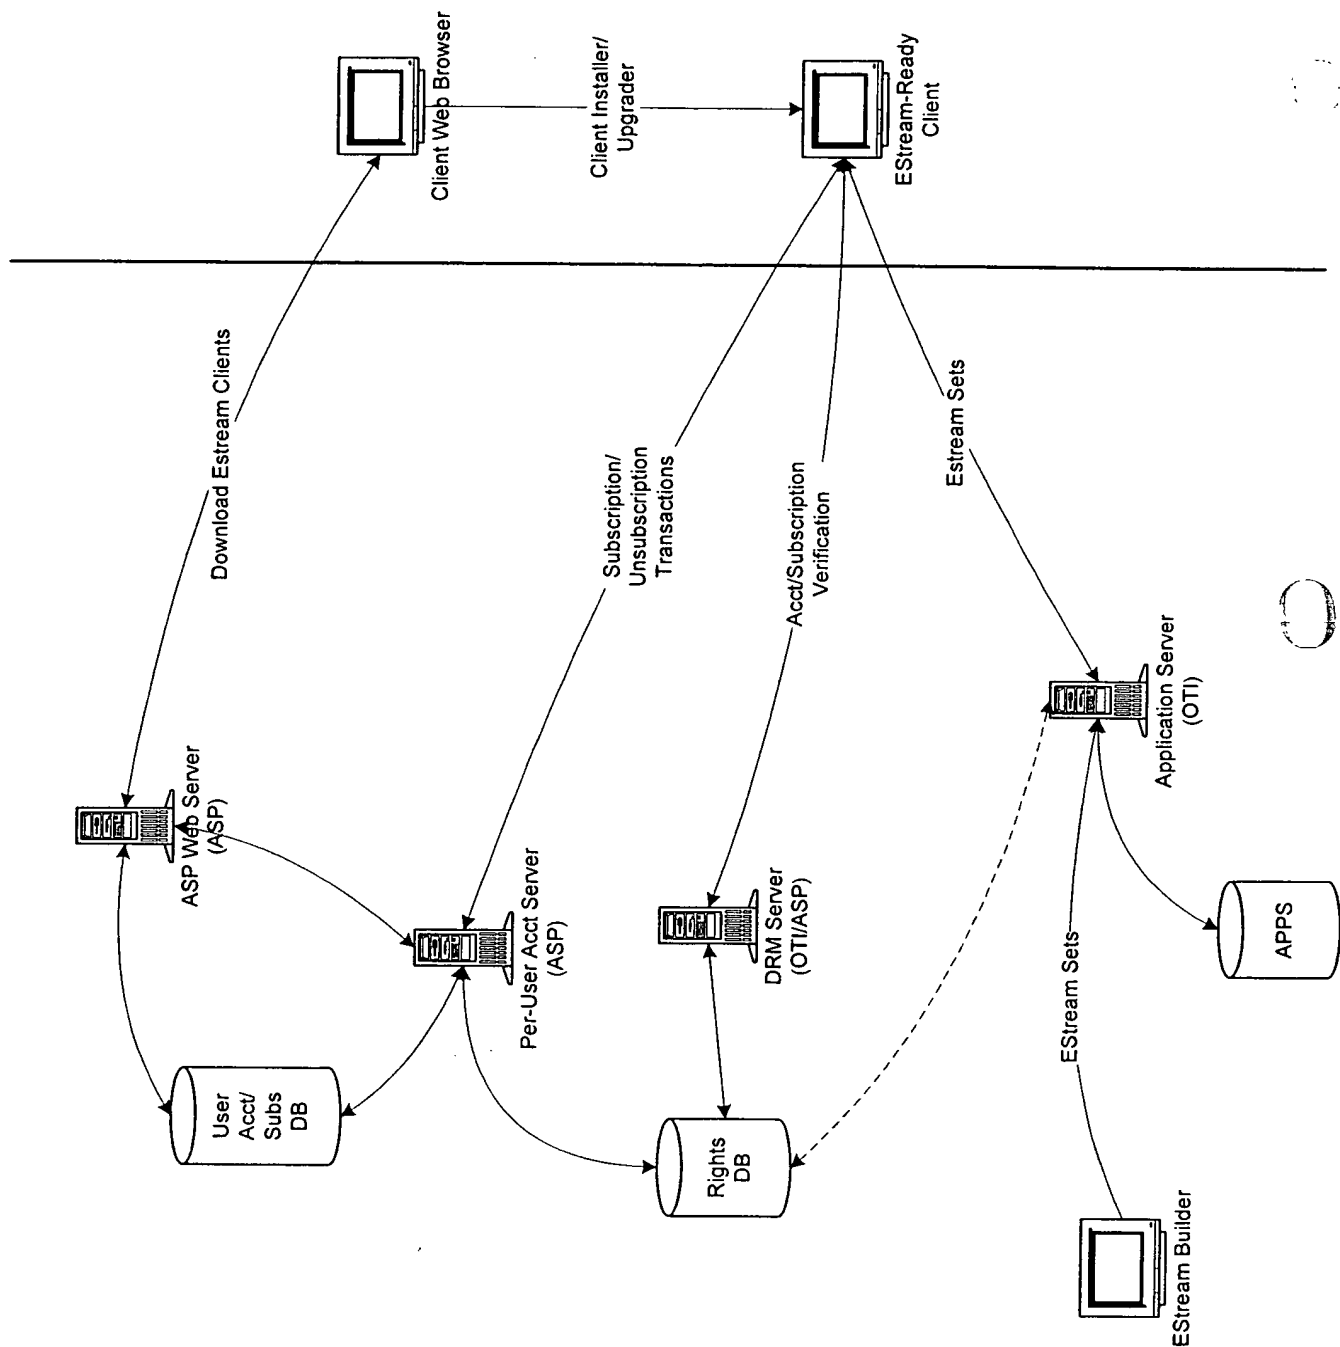 User
Acct/
Subs
DB
ASP Web Server
(ASP)
Download Estream Clients
Client Web Browser
Per-User Acct Server
(ASP)
Subscription/
Unsubscription
Transactions
Client Installer/
Upgrader
Rights
DB
DRM Server
(OTI/ASP)
Acct/Subscription
Verification
EStream-Ready
Client
Estream Sets
EStream Builder
EStream Sets
Application Server
(OTI)
APPS